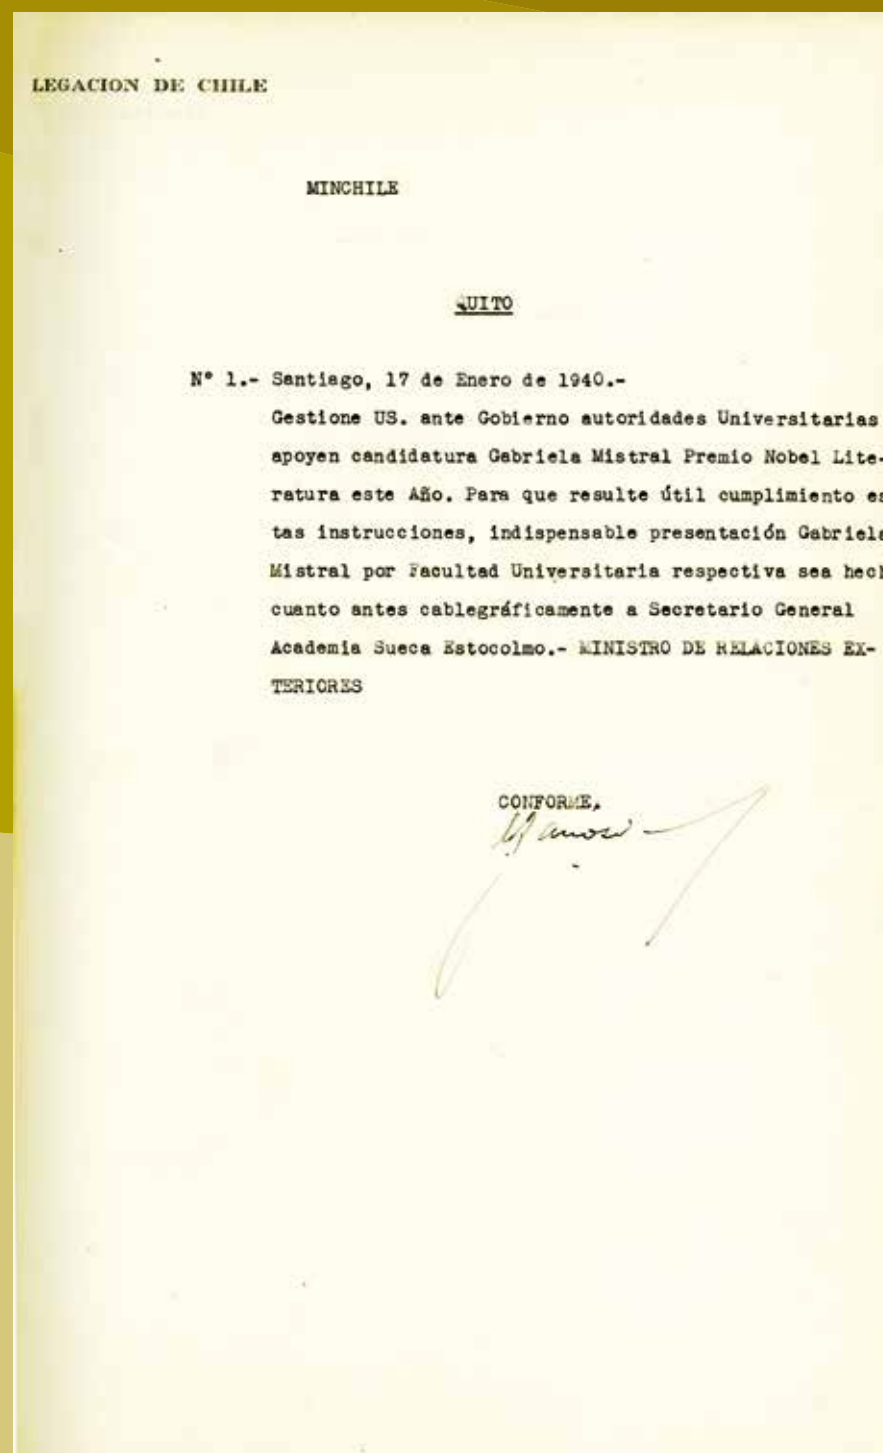 LEGACION DE CHILE
MINCHILE
QUITO
N° 1.- Santiago, 17 de Enero de 1940.-
Gestione US. ante Gobierno autoridades Universitarias
apoyen candidatura Gabriela Mistral Premio Nobel Lite-
ratura este Año. Para que resulte útil cumplimiento es
tas instrucciones, indispensable presentación Gabriela
Mistral por Facultad Universitaria respectiva sea hech
cuanto antes cablegráficamente a Secretario General
Academia Sueca Estocolmo.- MINISTRO DE RELACIONES EX-
TERIORES
CONFORME,